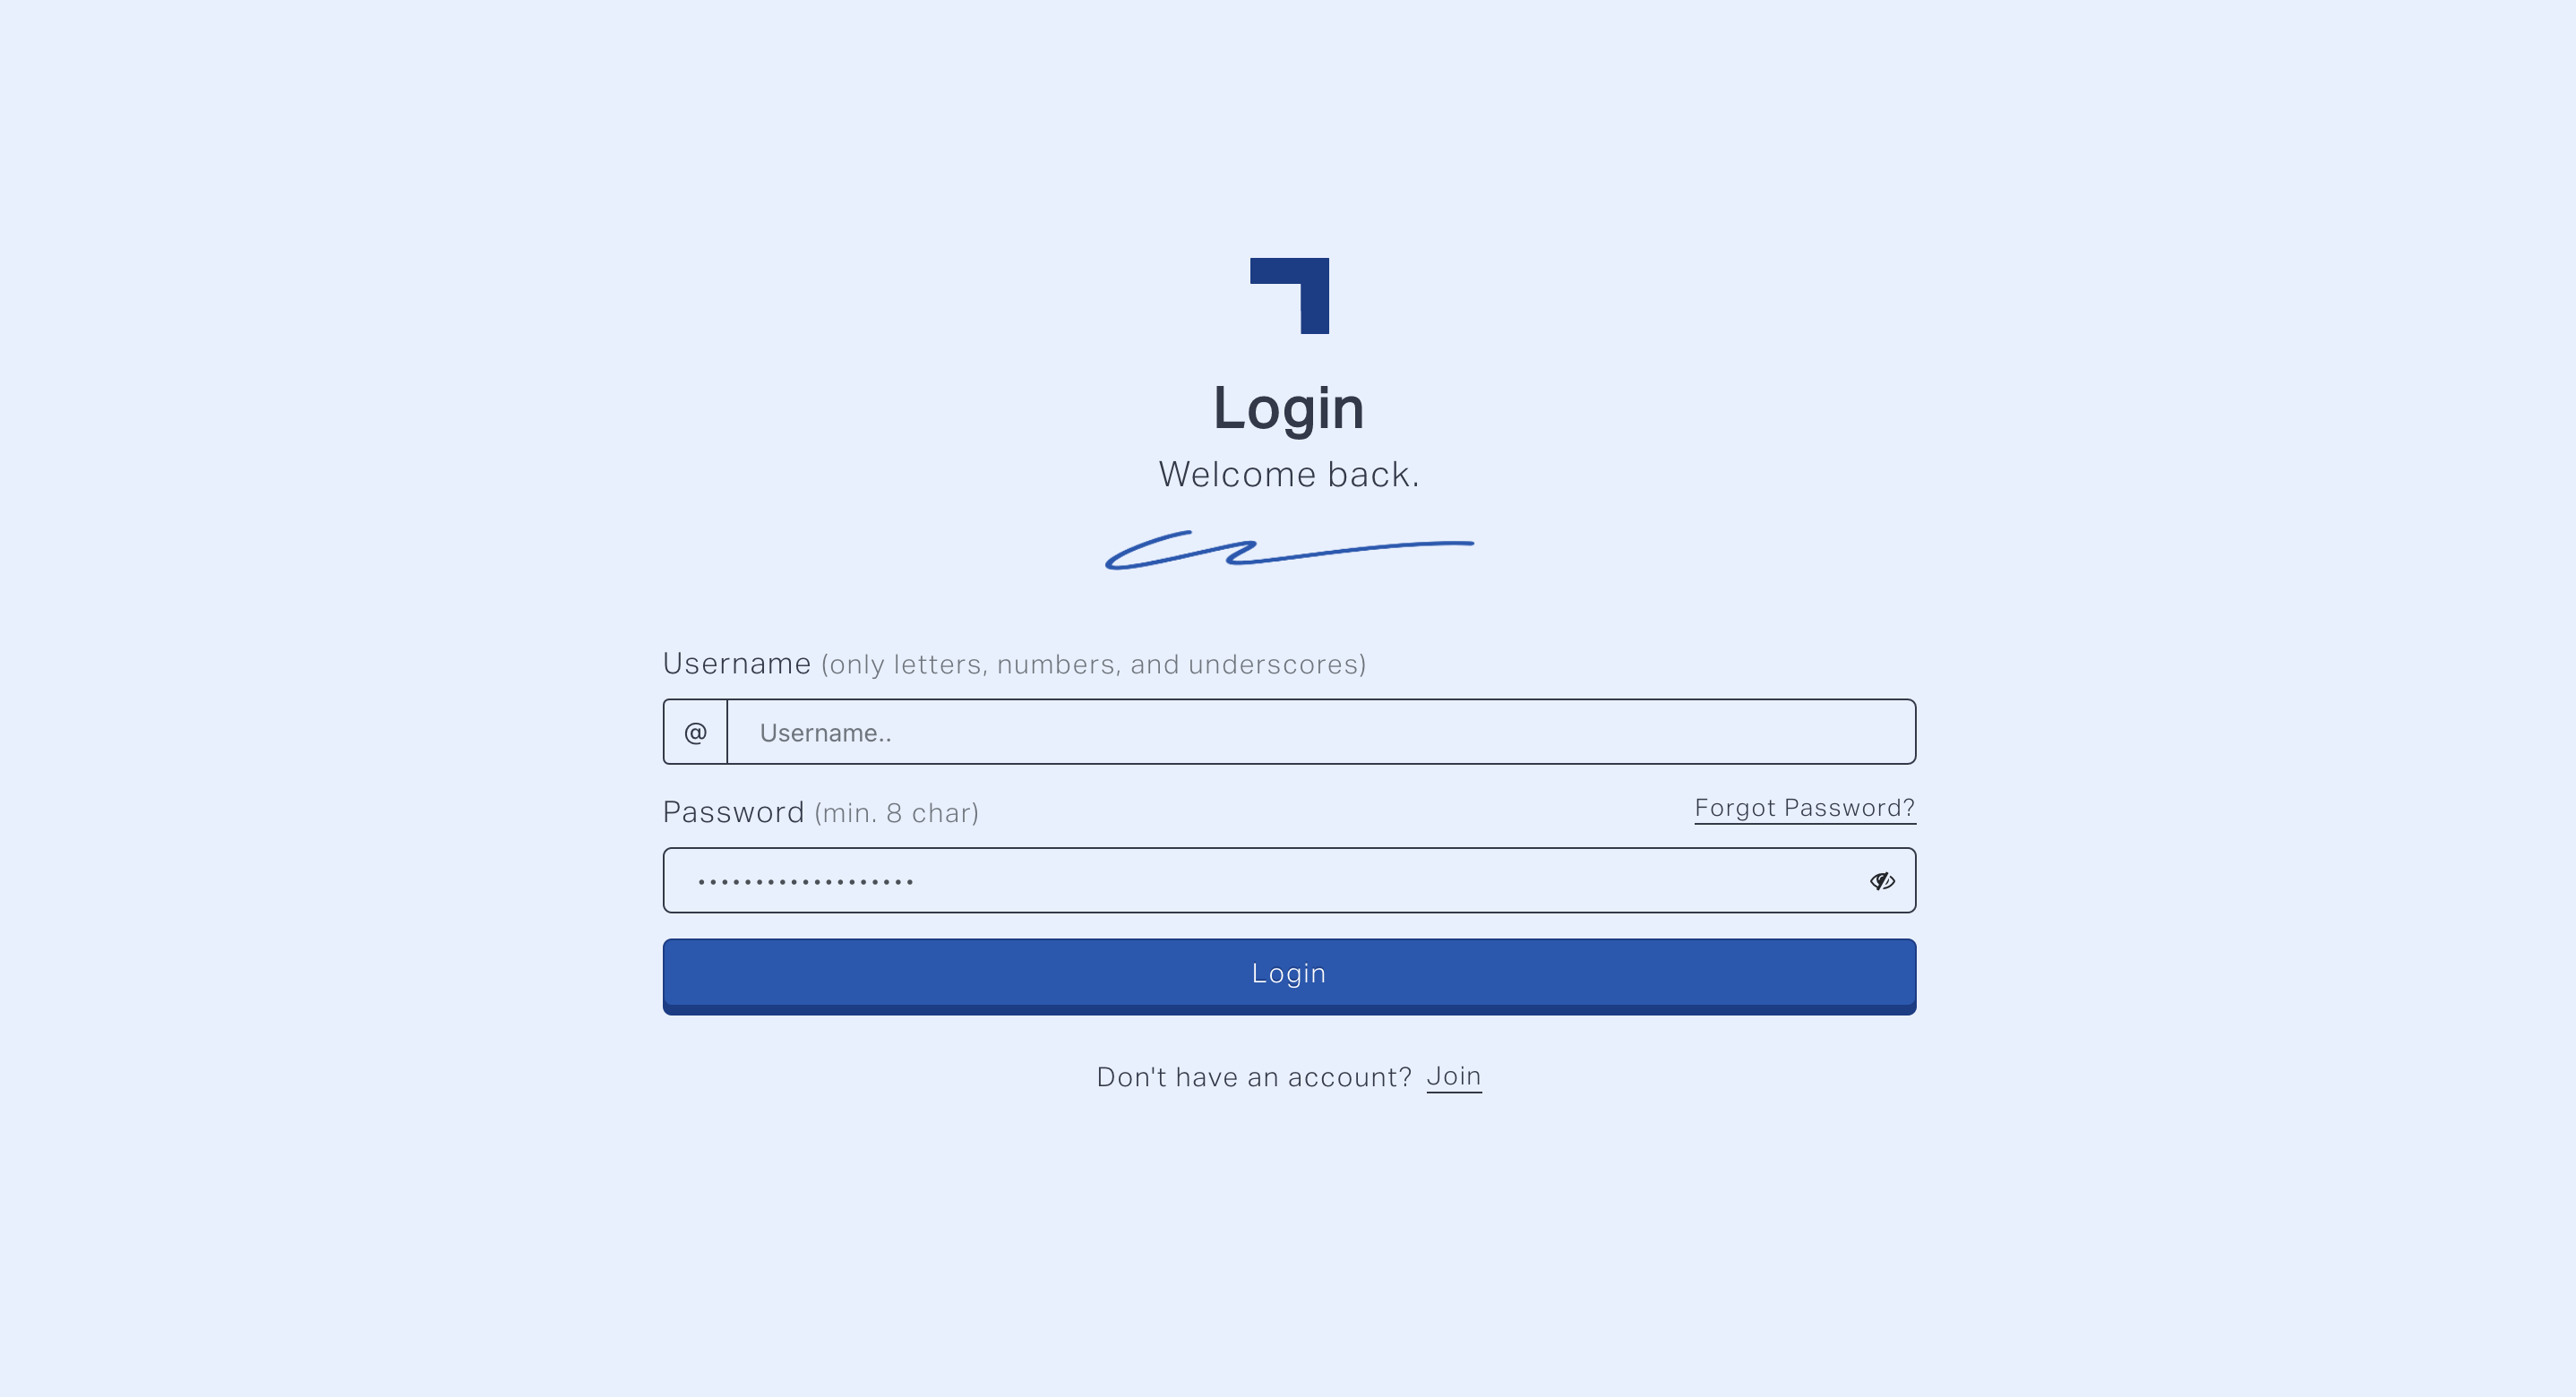 Login
Welcome back.
Username (only letters, numbers, and underscores)
@ Username..
Password (min. 8 char) Forgot Password?
•••••••••••••••••••
Login
Don't have an account? Join